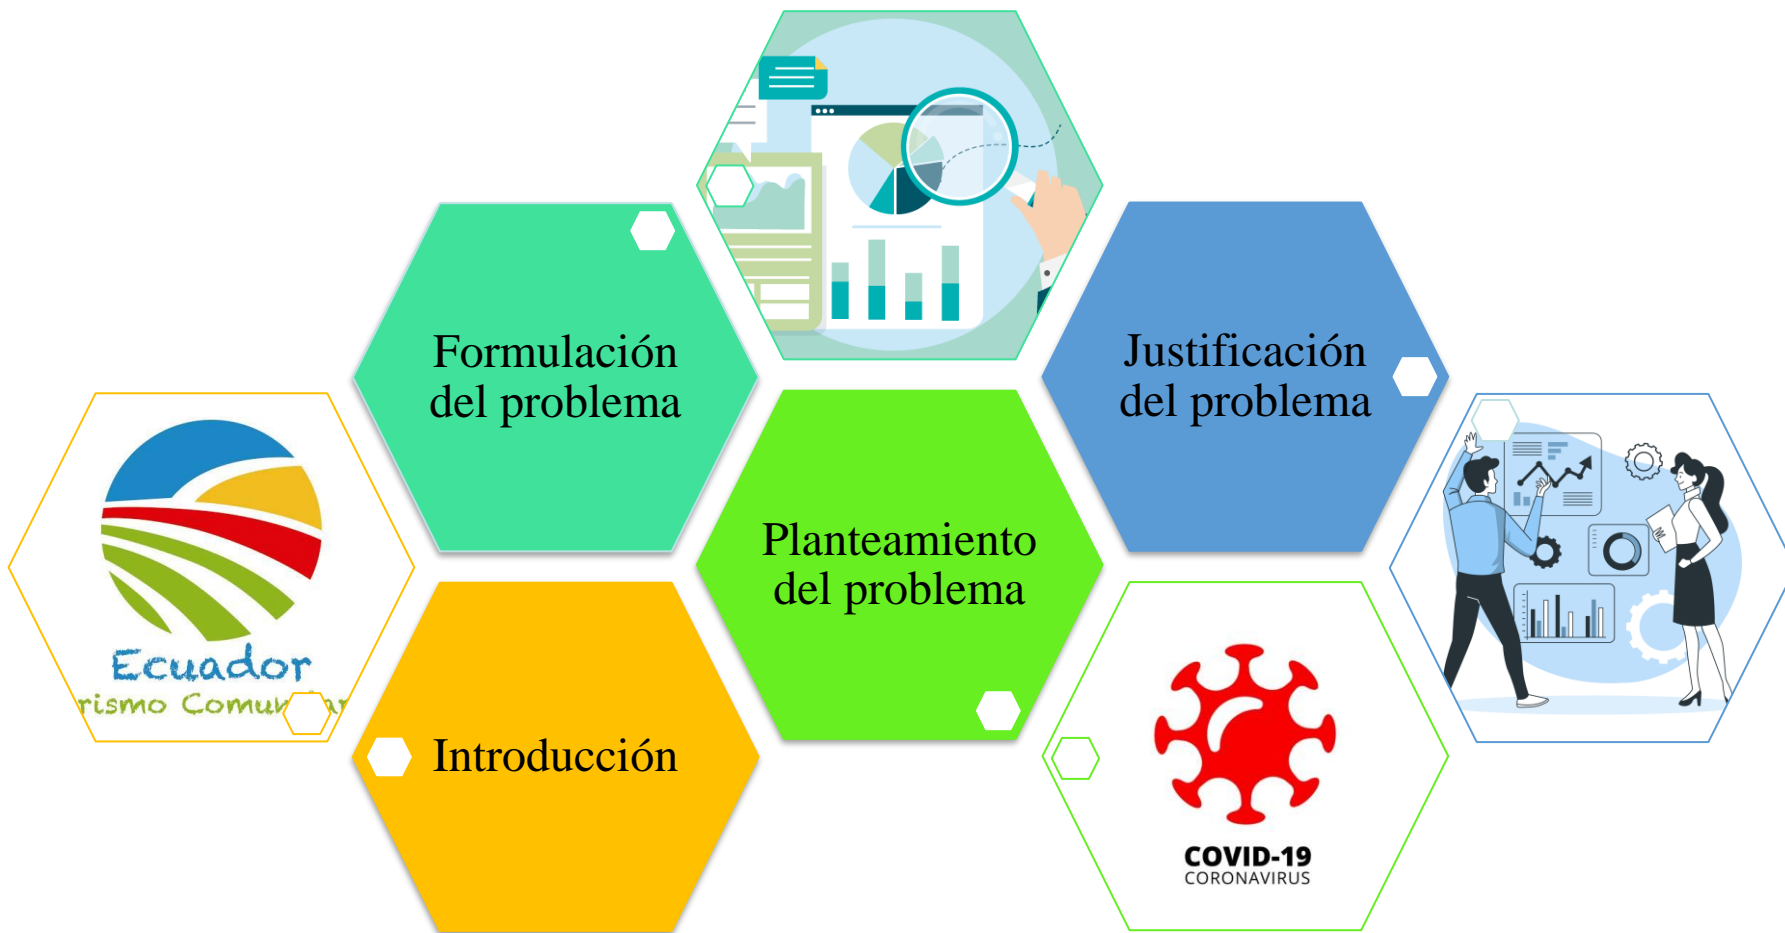 Formulación
del problema
Justificación
del problema
Planteamiento
del problema
Ecuador
Introducción
COVID-19
CORONAVIRUS